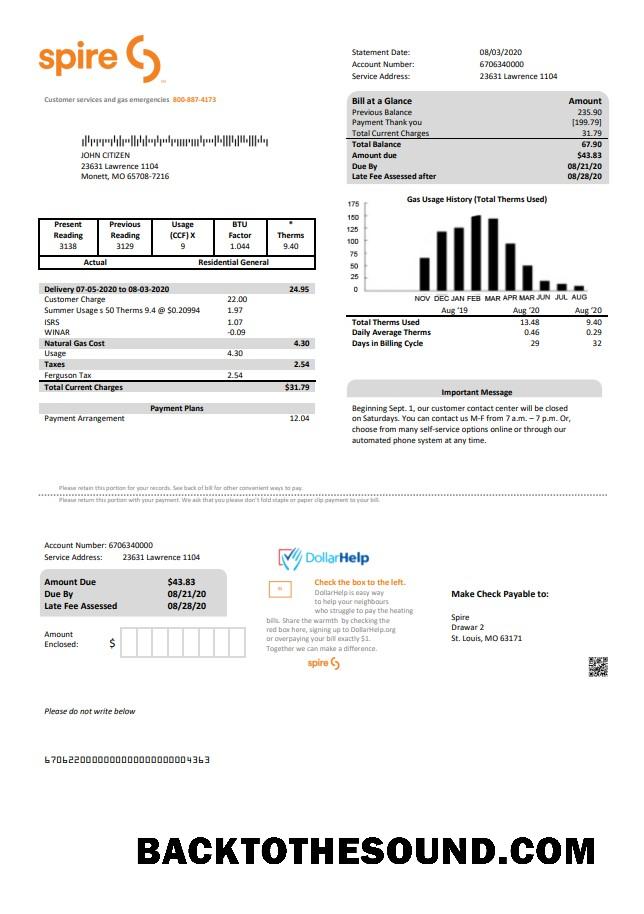 spire
Statement Date: 08/03/2020
Account Number: 6706340000
Service Address: 23631 Lawrence 1104
Customer services and gas emergencies 800-887-4173
Bill at a Glance Amount
Previous Balance 235.90
Payment Thank you [199.79]
Total Current Charges 31.79
Total Balance 67.90
Amount due $43.83
Due By 08/21/20
Late Fee Assessed after 08/28/20
JOHN CITIZEN
23631 Lawrence 1104
Monett, MO 65708-7216
Gas Usage History (Total Therms Used)
175
150
125
100
75
50
25
0
NOV DEC JAN FEB MAR APR MAR JUN JUL AUG
Aug '19 Aug '20 Aug '20
Total Therms Used 13.48 9.40
Daily Average Therms 0.46 0.29
Days in Billing Cycle 29 32
Present Reading Previous Reading Usage (CCF) X BTU Factor * Therms
3138 3129 9 1.044 9.40
Actual Residential General
Delivery 07-05-2020 to 08-03-2020 24.95
Customer Charge 22.00
Summer Usage s 50 Therms 9.4 @ $0.20994 1.97
ISRS 1.07
WINAR -0.09
Natural Gas Cost 4.30
Usage 4.30
Taxes 2.54
Ferguson Tax 2.54
Total Current Charges $31.79
Payment Plans
Payment Arrangement 12.04
Important Message
Beginning Sept. 1, our customer contact center will be closed
on Saturdays. You can contact us M-F from 7 a.m. – 7 p.m. Or,
choose from many self-service options online or through our
automated phone system at any time.
Please retain this portion for your records. See back of bill for other convenient ways to pay.
Please return this portion with your payment. We ask that you please don't fold staple or paper clip payment to your bill.
Account Number: 6706340000
Service Address: 23631 Lawrence 1104
Amount Due $43.83
Due By 08/21/20
Late Fee Assessed 08/28/20
Amount
Enclosed: $
DollarHelp
Check the box to the left.
DollarHelp is easy way
to help your neighbours
who struggle to pay the heating
bills. Share the warmth by checking the
red box here, signing up to DollarHelp.org
or overpaying your bill exactly $1.
Together we can make a difference.
spire
Make Check Payable to:
Spire
Drawar 2
St. Louis, MO 63171
Please do not write below
BACKTOTHESOUND.COM